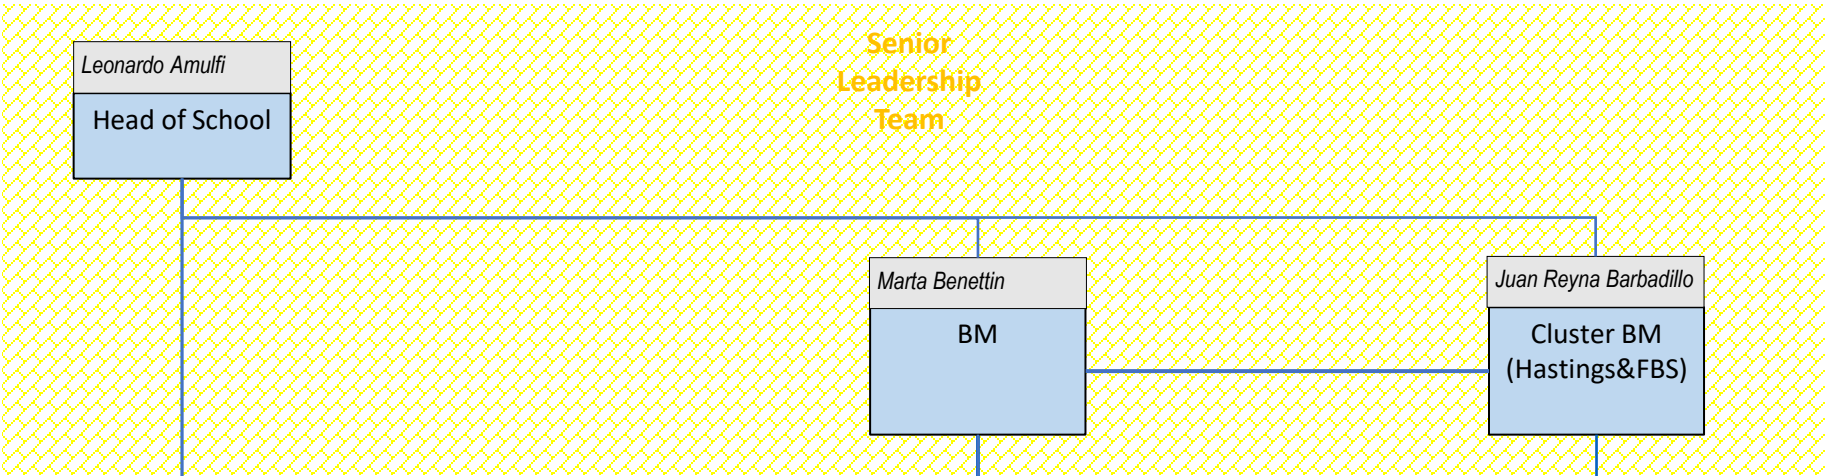 Senior
Leadership
Team
Leonardo Amulfi
Head of School
Marta Benettin
BM
Juan Reyna Barbadillo
Cluster BM
(Hastings&FBS)